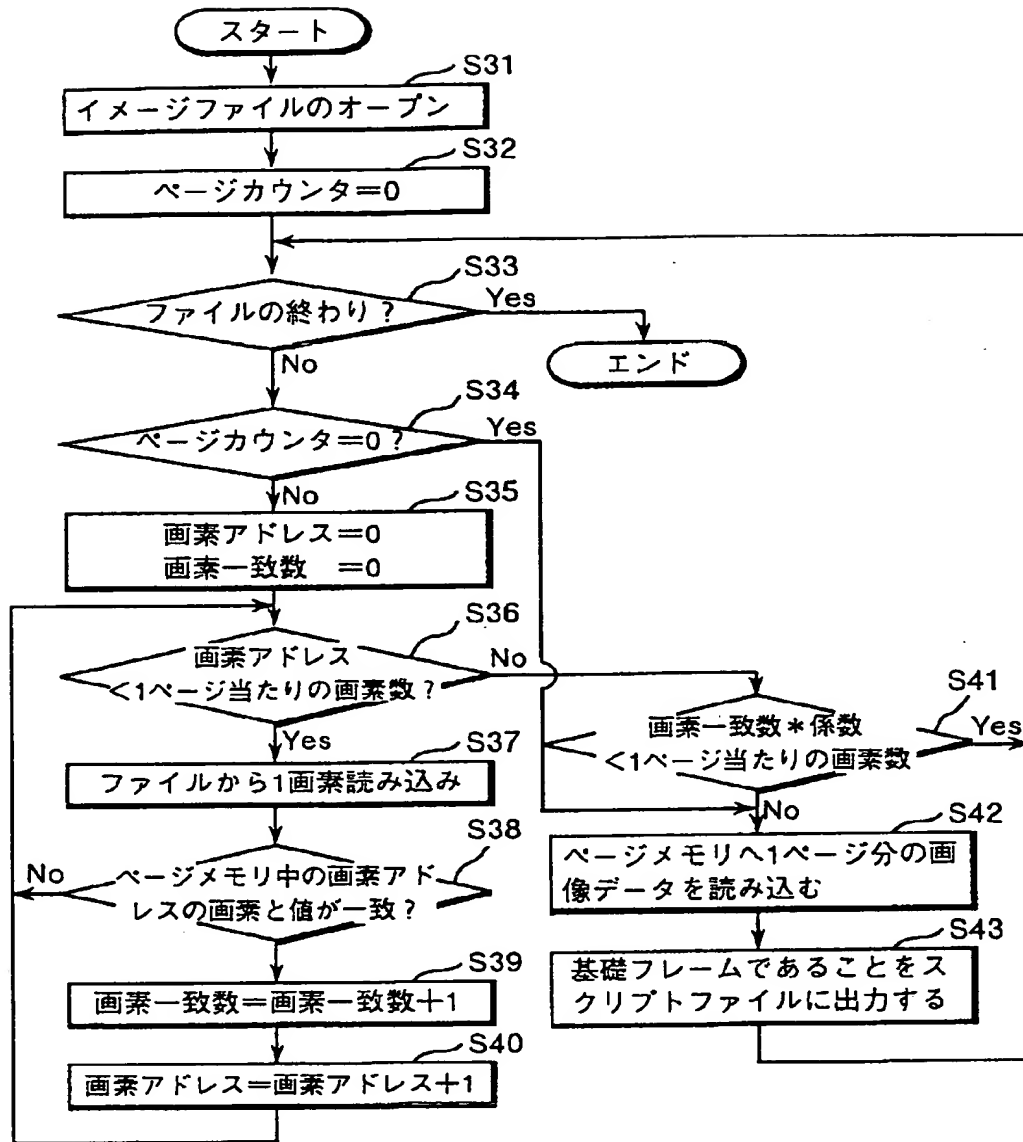 スタート
S31
イメージファイルのオープン
S32
ページカウンタ=0
S33
ファイルの終わり?
Yes
エンド
No
S34
ページカウンタ=0?
Yes
No
S35
画素アドレス=0
画素一致数 =0
S36
画素アドレス
<1ページ当たりの画素数?
No
Yes
S37
ファイルから1画素読み込み
S38
ページメモリ中の画素アド
レスの画素と値が一致?
No
S39
画素一致数=画素一致数+1
S40
画素アドレス=画素アドレス+1
S41
画素一致数*係数
<1ページ当たりの画素数
Yes
No
S42
ページメモリへ1ページ分の画
像データを読み込む
S43
基礎フレームであることをス
クリプトファイルに出力する